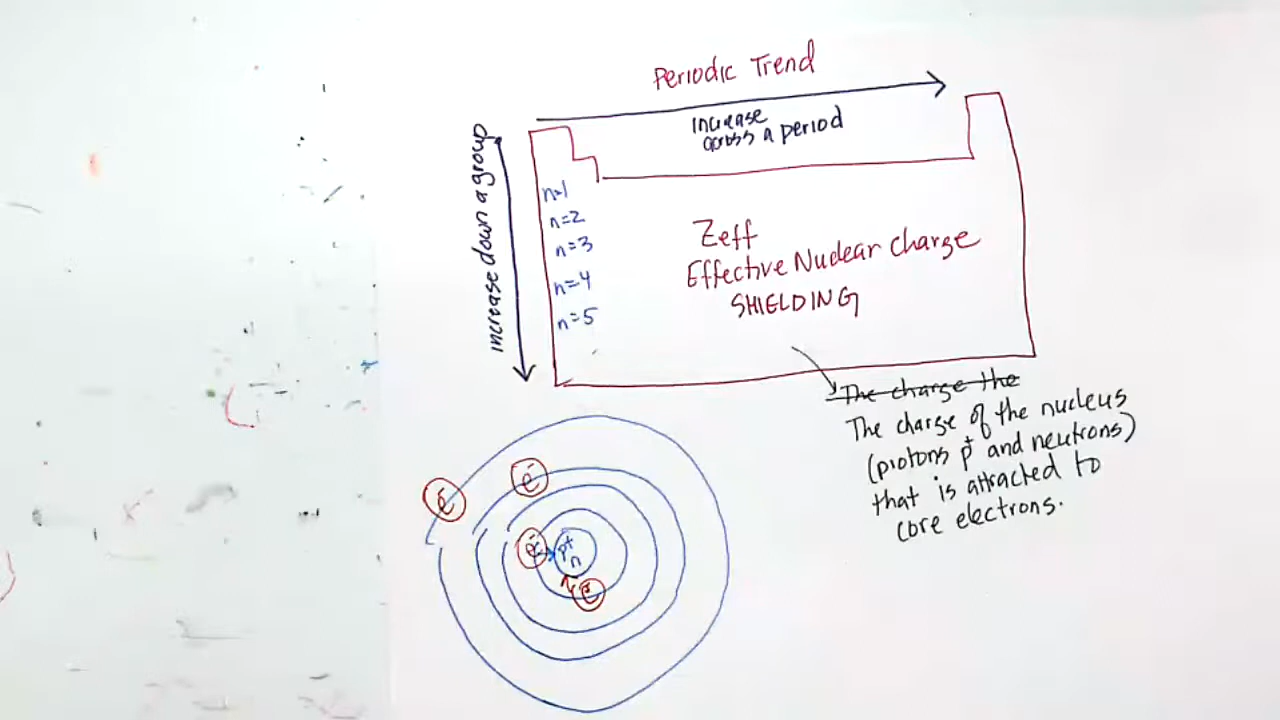 Periodic Trend
increase
across a period
increase down a group
n=1
n=2
n=3
n=4
n=5
Zeff
Effective Nuclear Charge
SHIELDING
The charge the
The charge of the nucleus
(protons p+ and neutrons)
that is attracted to
core electrons.
e-
e-
e-
p+
n
e-